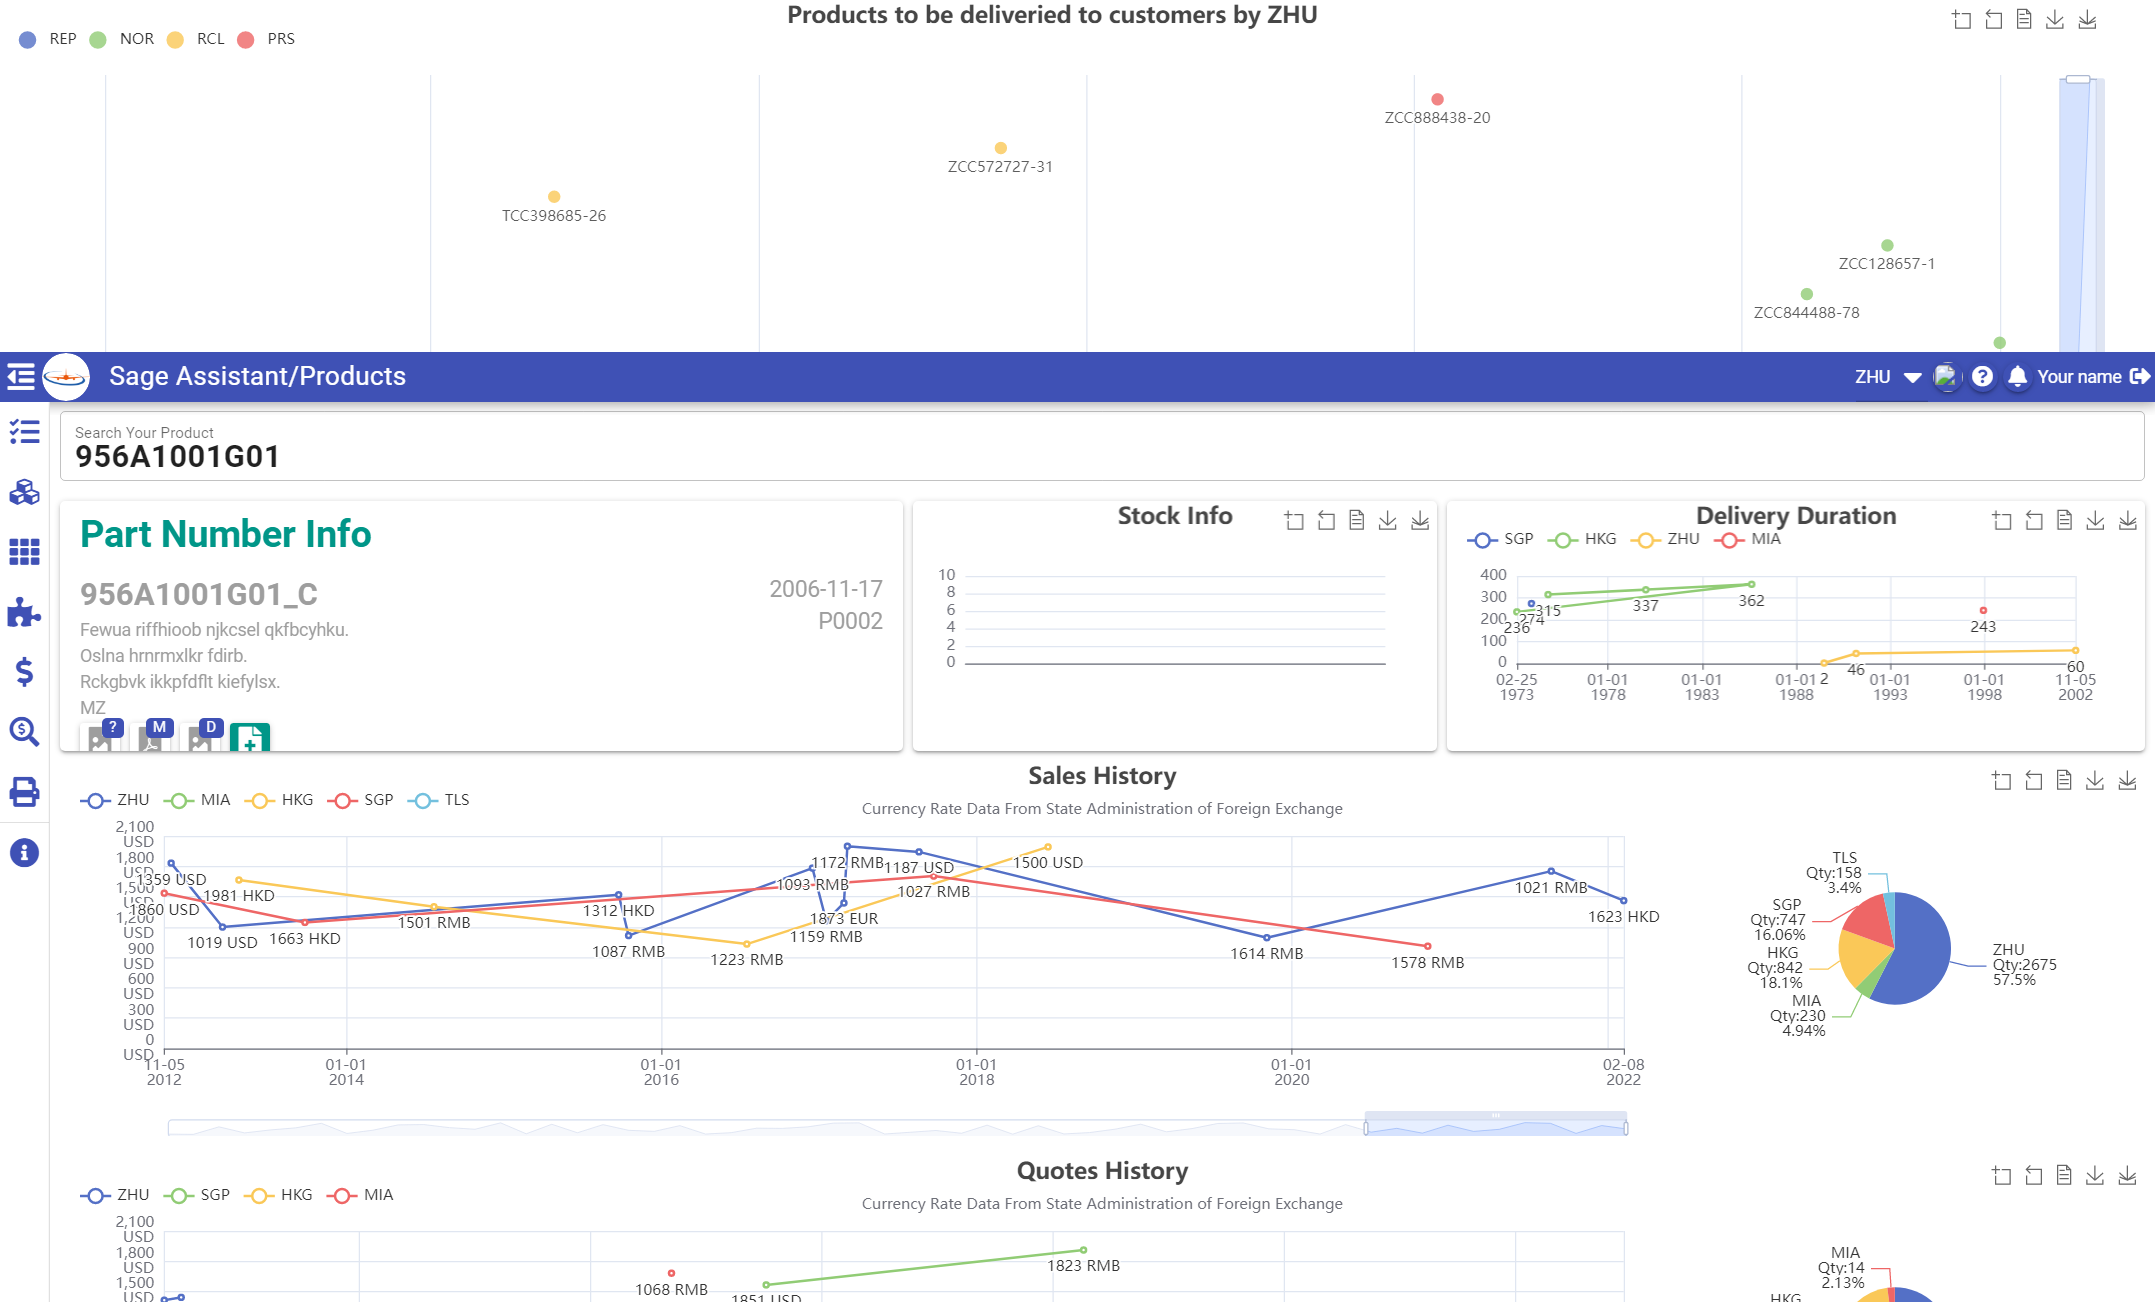 Products to be deliveried to customers by ZHU
REP NOR RCL PRS
ZCC888438-20
ZCC572727-31
TCC398685-26
ZCC128657-1
ZCC844488-78
Sage Assistant/Products
ZHU
?
Your name
Search Your Product
956A1001G01
Part Number Info
956A1001G01_C
2006-11-17
P0002
Fewua riffhioob njkcsel qkfbcyhku.
Oslna hrnrmxlkr fdirb.
Rckgbvk ikkpfdflt kiefylsx.
MZ
? M D
Stock Info
10
8
6
4
2
0
Delivery Duration
SGP HKG ZHU MIA
400
300
200
100
0
315
274
236
337
362
243
2
46
60
02-25 1973
01-01 1978
01-01 1983
01-01 1988
01-01 1993
01-01 1998
11-05 2002
Sales History
Currency Rate Data From State Administration of Foreign Exchange
ZHU MIA HKG SGP TLS
2,100 USD
1,800 USD
1,500 USD
1,200 USD
900 USD
600 USD
300 USD
0 USD
1359 USD
1860 USD
1981 HKD
1019 USD
1663 HKD
1501 RMB
1312 HKD
1087 RMB
1223 RMB
1172 RMB
1093 RMB
1873 EUR
1159 RMB
1187 USD
1027 RMB
1500 USD
1614 RMB
1578 RMB
1021 RMB
1623 HKD
11-05 2012
01-01 2014
01-01 2016
01-01 2018
01-01 2020
02-08 2022
TLS
Qty:158
3.4%
SGP
Qty:747
16.06%
HKG
Qty:842
18.1%
MIA
Qty:230
4.94%
ZHU
Qty:2675
57.5%
Quotes History
Currency Rate Data From State Administration of Foreign Exchange
ZHU SGP HKG MIA
2,100 USD
1,800 USD
1,500 USD
1068 RMB
1851 USD
1823 RMB
MIA
Qty:14
2.13%
HKG